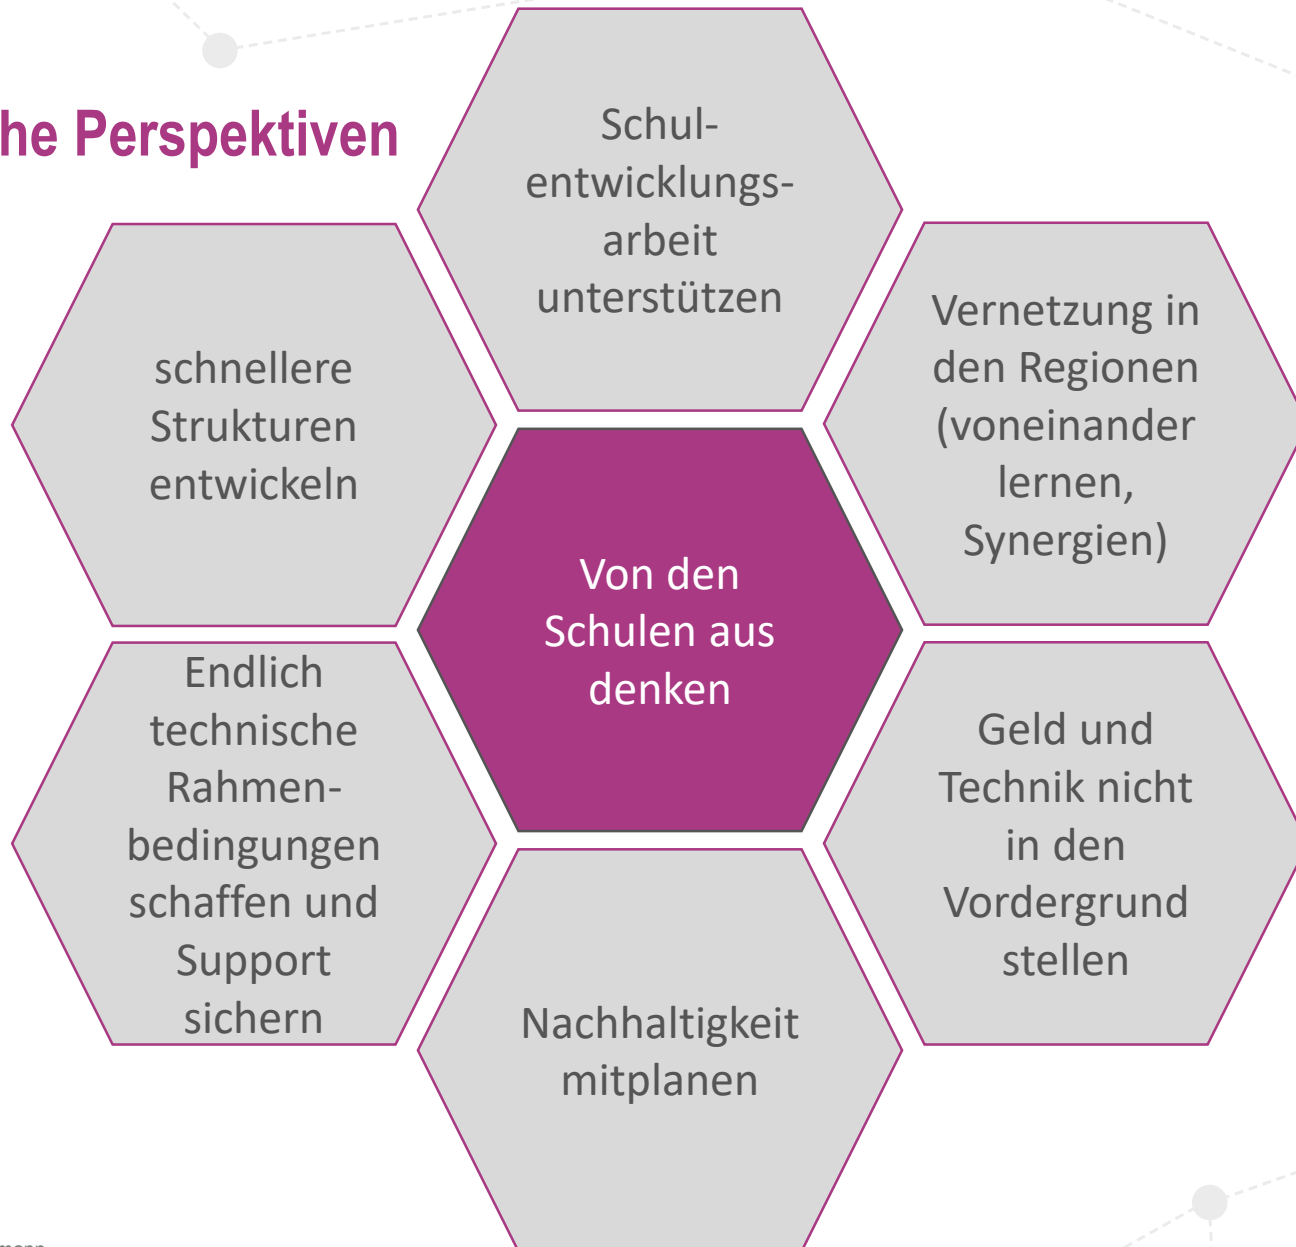 he Perspektiven
Schul-
entwicklungs-
arbeit
unterstützen
schnellere
Strukturen
entwickeln
Vernetzung in
den Regionen
(voneinander
lernen,
Synergien)
Von den
Schulen aus
denken
Endlich
technische
Rahmen-
bedingungen
schaffen und
Support
sichern
Geld und
Technik nicht
in den
Vordergrund
stellen
Nachhaltigkeit
mitplanen